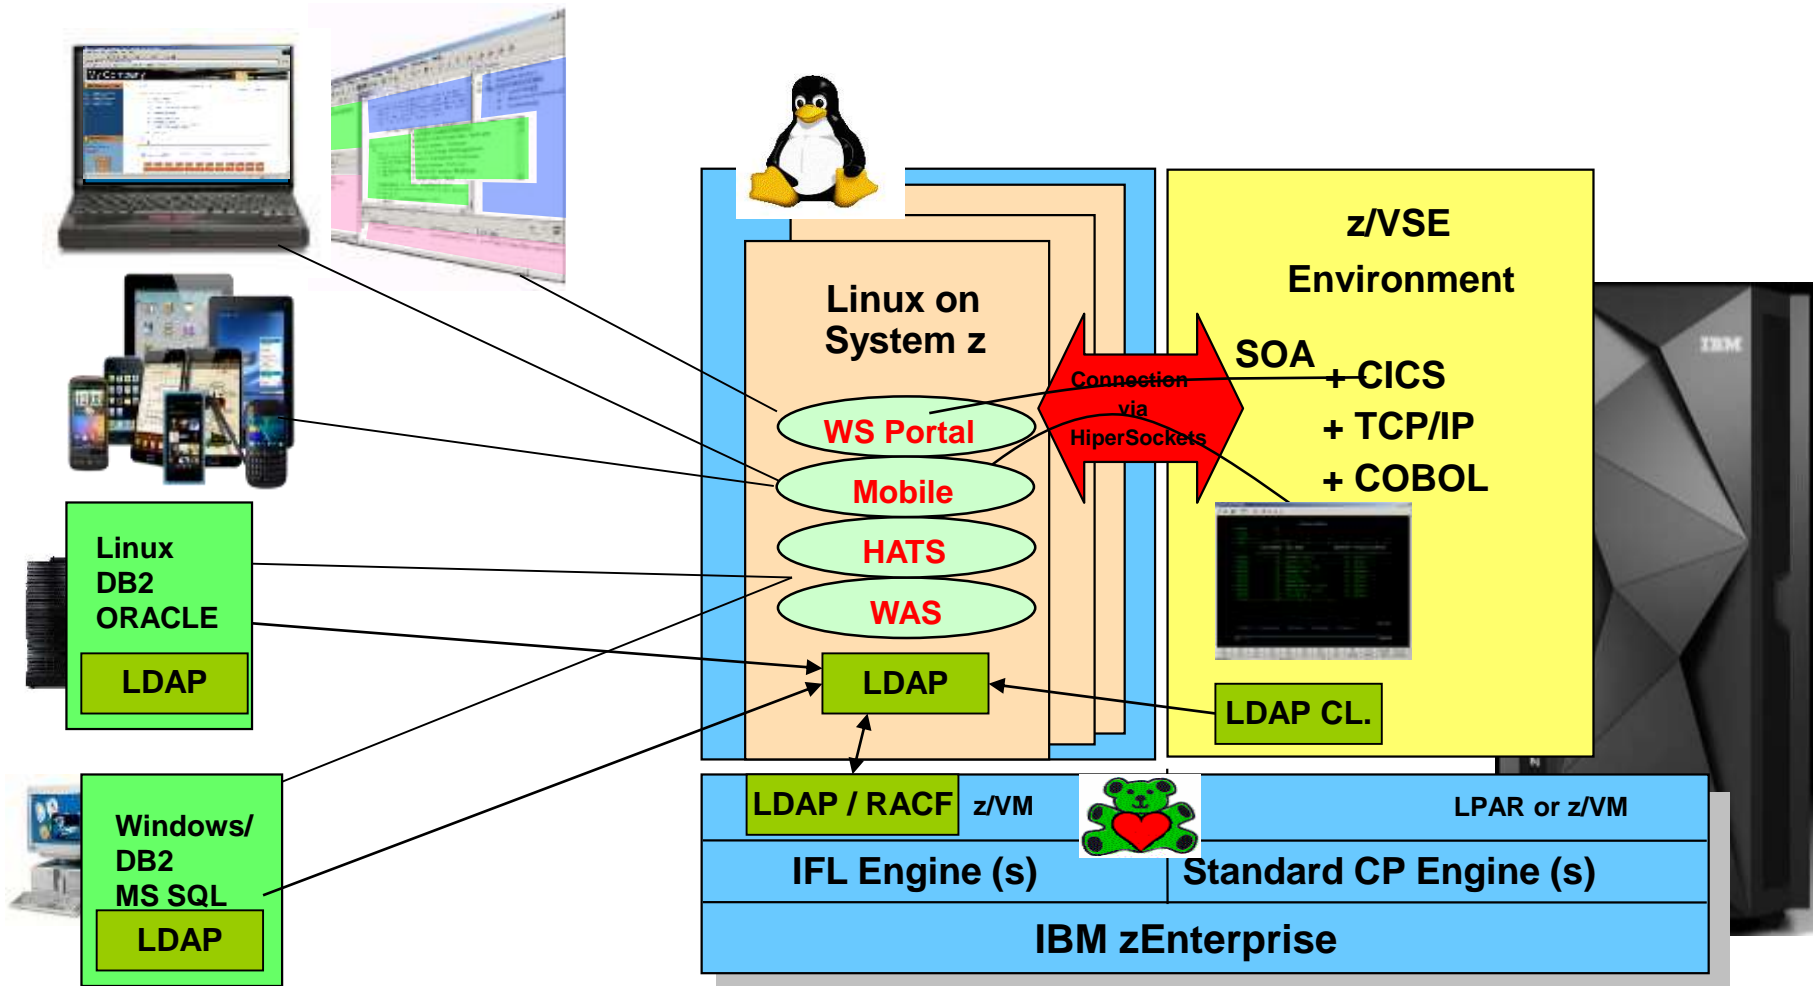 My Company
Linux on
System z
WS Portal
Mobile
HATS
WAS
LDAP
Connection
via
HiperSockets
z/VSE
Environment
SOA
+ CICS
+ TCP/IP
+ COBOL
LDAP CL.
IBM
Linux
DB2
ORACLE
LDAP
Windows/
DB2
MS SQL
LDAP
LDAP / RACF
z/VM
LPAR or z/VM
IFL Engine (s)
Standard CP Engine (s)
IBM zEnterprise